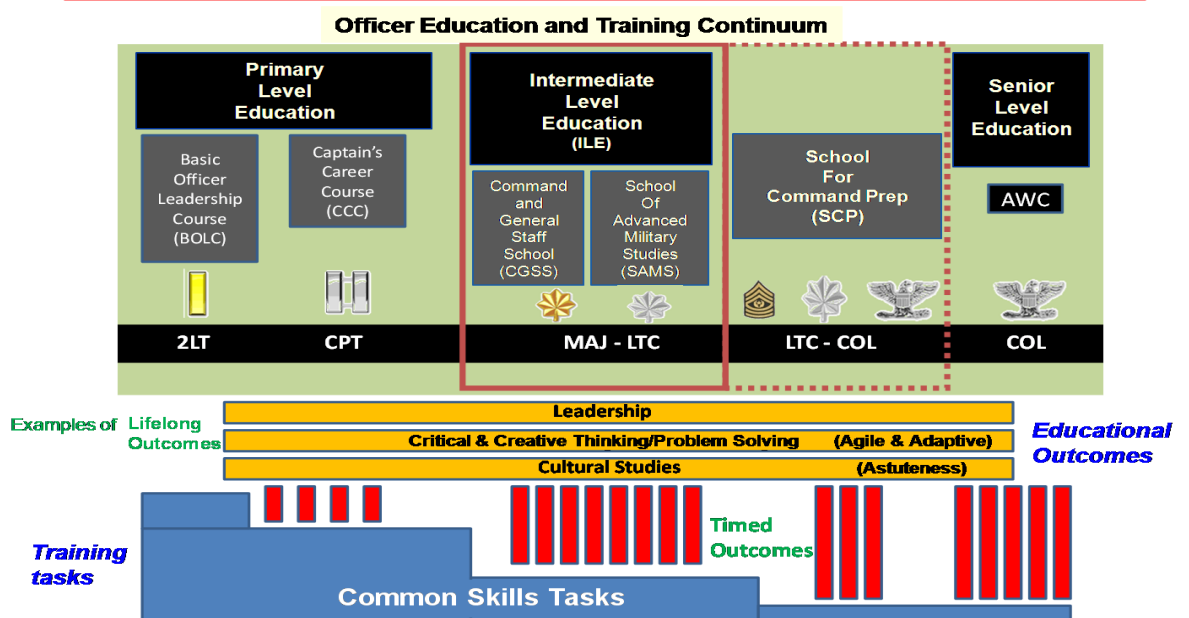 Officer Education and Training Continuum
Primary
Level
Education
Basic
Officer
Leadership
Course
(BOLC)
Captain’s
Career
Course
(CCC)
Intermediate
Level
Education
(ILE)
Command
and
General
Staff
School
(CGSS)
School
Of
Advanced
Military
Studies
(SAMS)
School
For
Command Prep
(SCP)
Senior
Level
Education
AWC
2LT
CPT
MAJ - LTC
LTC - COL
COL
Examples of
Lifelong
Outcomes
Leadership
Critical & Creative Thinking/Problem Solving (Agile & Adaptive)
Cultural Studies (Astuteness)
Educational
Outcomes
Training
tasks
Timed
Outcomes
Common Skills Tasks